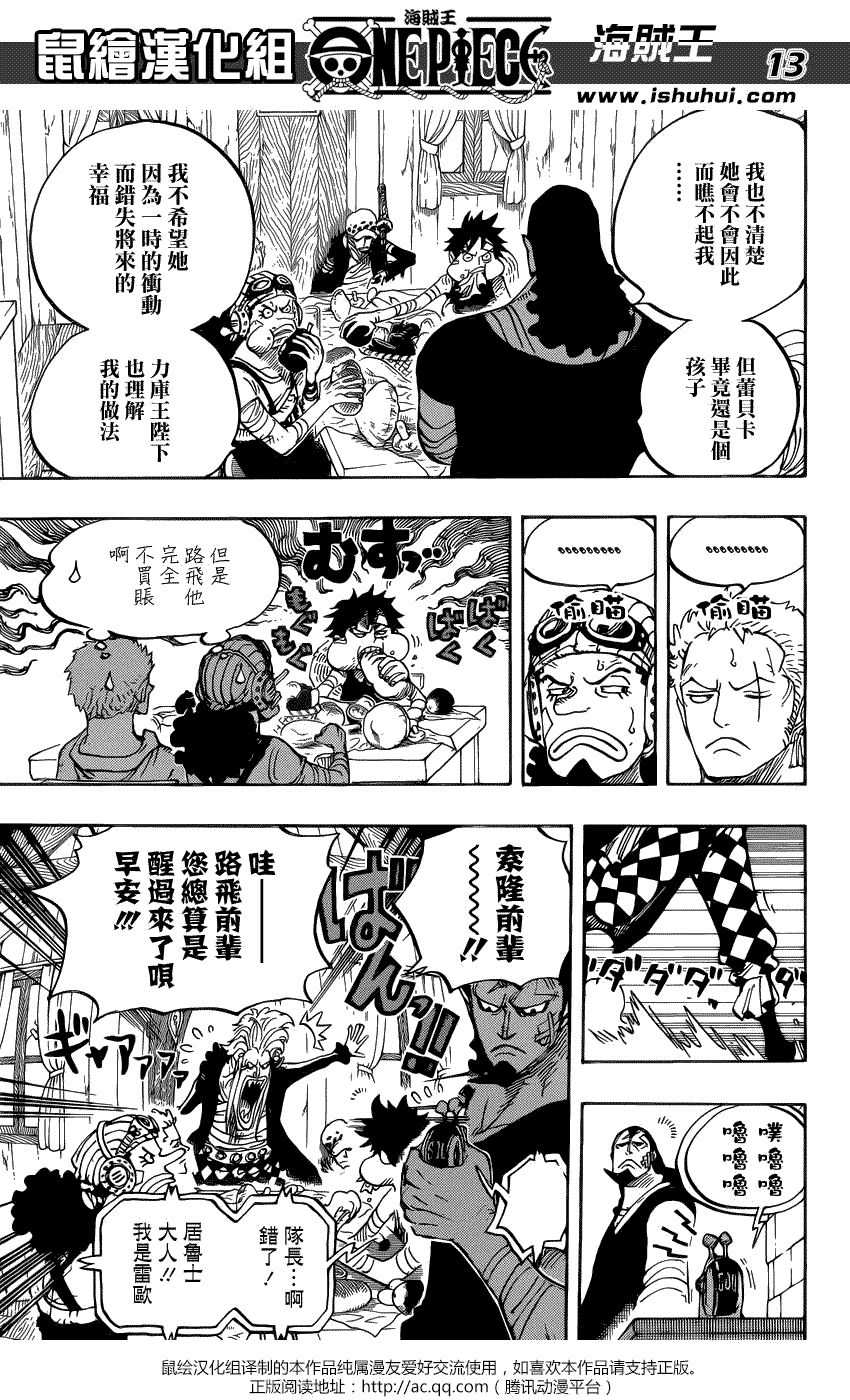 鼠繪漢化組
海賊王
ONE PIECE
海賊王
13
www.ishuhui.com
我也不清楚
她會不會因此
而瞧不起我
……
但蕾貝卡
畢竟還是個
孩子
我不希望她
因為一時的衝動
而錯失將來的
幸福
力庫王陛下
也理解
我的做法
…………
偷瞄
…………
偷瞄
但是
路飛他
完全
不買賬
啊
むすっ…
もぐもぐ
ばくばく
ダダダダ
索隆前輩
~~~!!
哇——
路飛前輩
您總算是
醒過來了唄
早安!!!
ばんっ!!
ギャアアアァ
噗嚕嚕
嚕嚕嚕
隊長…啊
錯了!
居魯士
大人!!
我是雷歐
鼠绘汉化组译制的本作品纯属漫友爱好交流使用，如喜欢本作品请支持正版。
正版阅读地址：http://ac.qq.com（腾讯动漫平台）